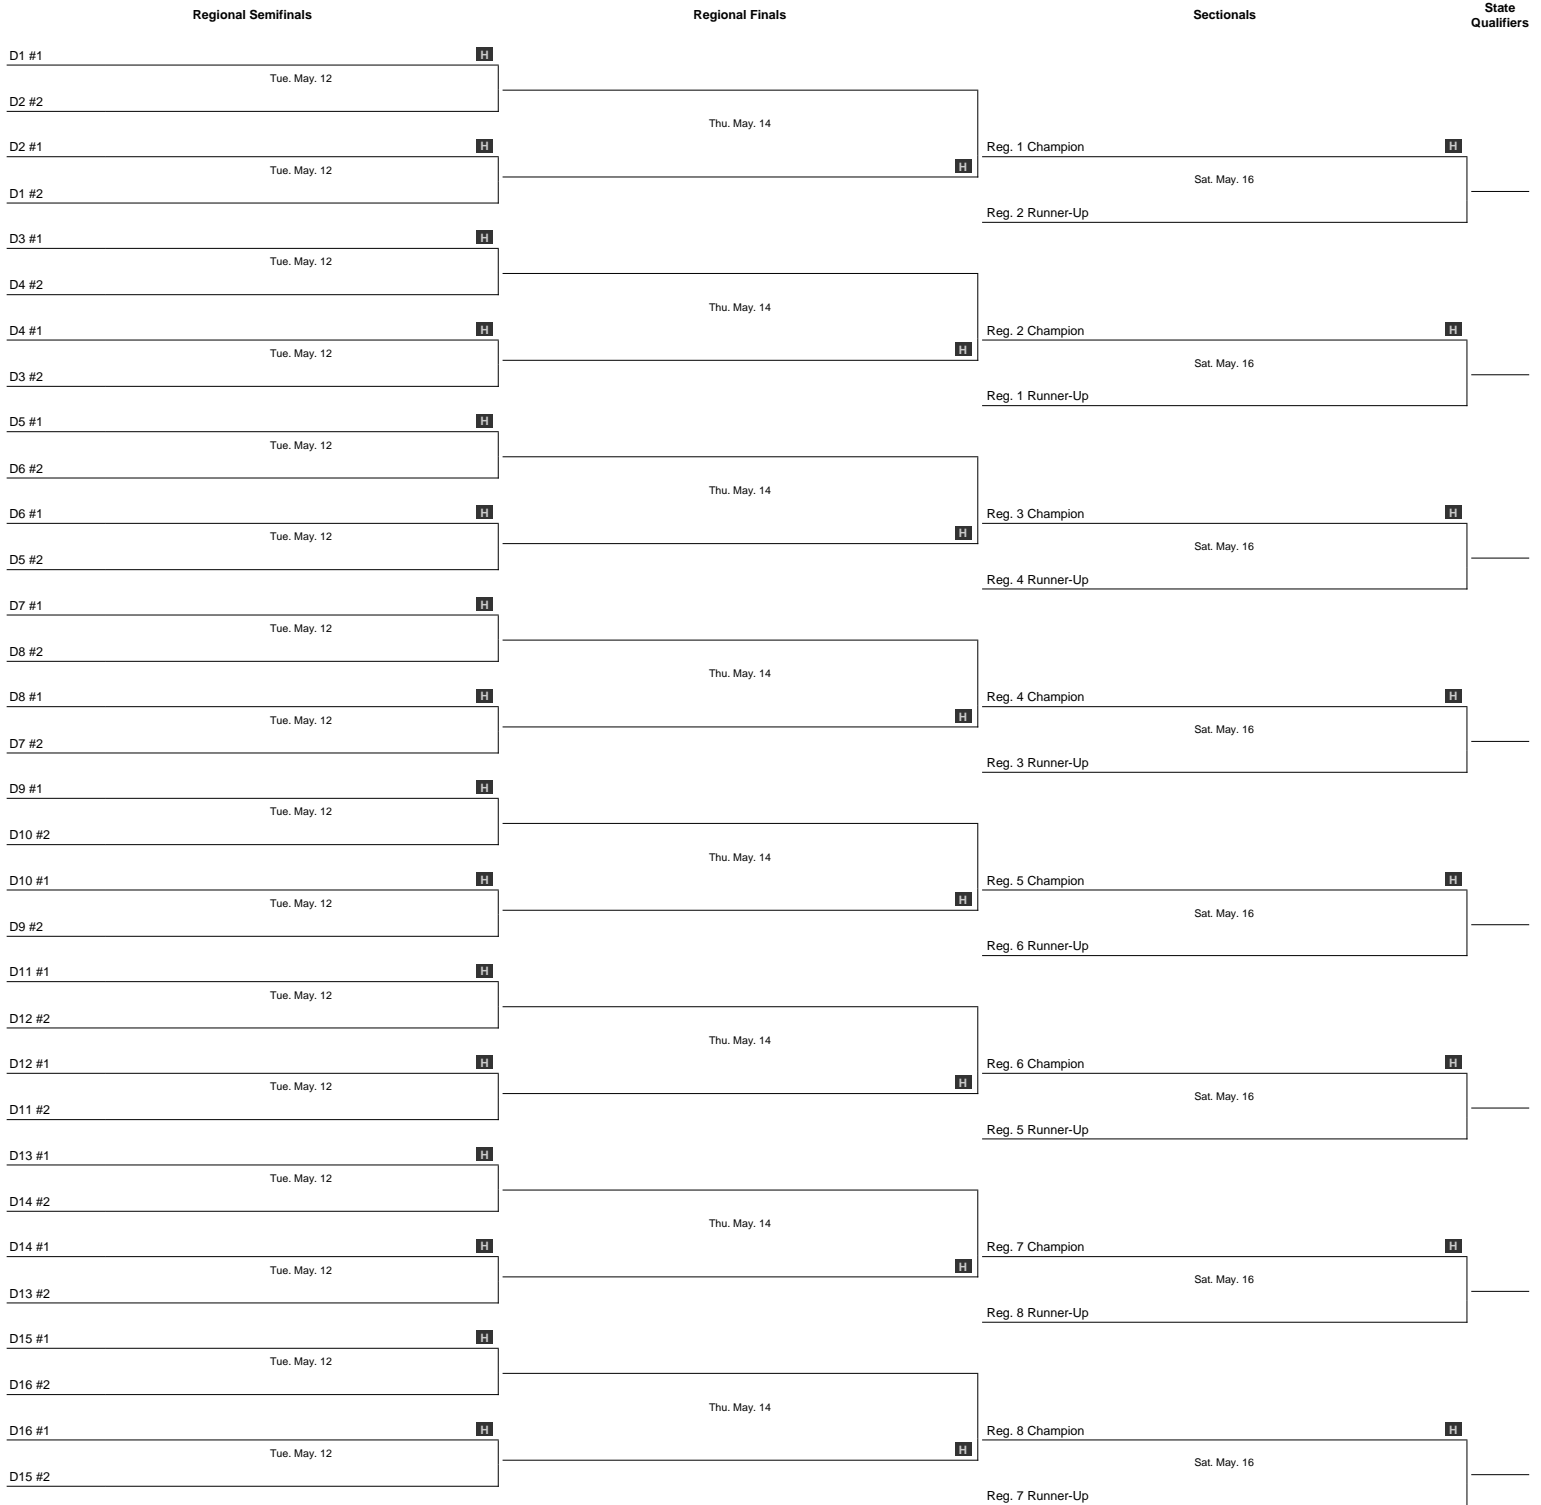 Regional Semifinals
Regional Finals
Sectionals
State
Qualifiers
D1 #1 H
Tue. May. 12
D2 #2
Thu. May. 14
D2 #1 H
Reg. 1 Champion H
H
Tue. May. 12
Sat. May. 16
D1 #2
Reg. 2 Runner-Up
D3 #1 H
Tue. May. 12
D4 #2
Thu. May. 14
D4 #1 H
Reg. 2 Champion H
H
Tue. May. 12
Sat. May. 16
D3 #2
Reg. 1 Runner-Up
D5 #1 H
Tue. May. 12
D6 #2
Thu. May. 14
D6 #1 H
Reg. 3 Champion H
H
Tue. May. 12
Sat. May. 16
D5 #2
Reg. 4 Runner-Up
D7 #1 H
Tue. May. 12
D8 #2
Thu. May. 14
D8 #1 H
Reg. 4 Champion H
H
Tue. May. 12
Sat. May. 16
D7 #2
Reg. 3 Runner-Up
D9 #1 H
Tue. May. 12
D10 #2
Thu. May. 14
D10 #1 H
Reg. 5 Champion H
H
Tue. May. 12
Sat. May. 16
D9 #2
Reg. 6 Runner-Up
D11 #1 H
Tue. May. 12
D12 #2
Thu. May. 14
D12 #1 H
Reg. 6 Champion H
H
Tue. May. 12
Sat. May. 16
D11 #2
Reg. 5 Runner-Up
D13 #1 H
Tue. May. 12
D14 #2
Thu. May. 14
D14 #1 H
Reg. 7 Champion H
H
Tue. May. 12
Sat. May. 16
D13 #2
Reg. 8 Runner-Up
D15 #1 H
Tue. May. 12
D16 #2
Thu. May. 14
D16 #1 H
Reg. 8 Champion H
H
Tue. May. 12
Sat. May. 16
D15 #2
Reg. 7 Runner-Up